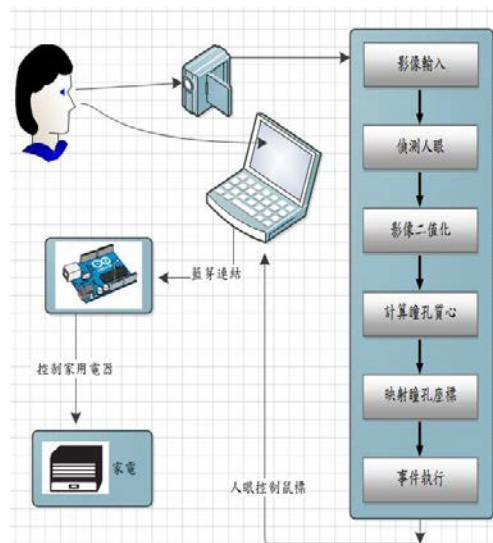 影像輸入
偵測人眼
影像二值化
計算瞳孔質心
映射瞳孔座標
事件執行
藍芽連結
控制家用電器
家電
人眼控制鼠標